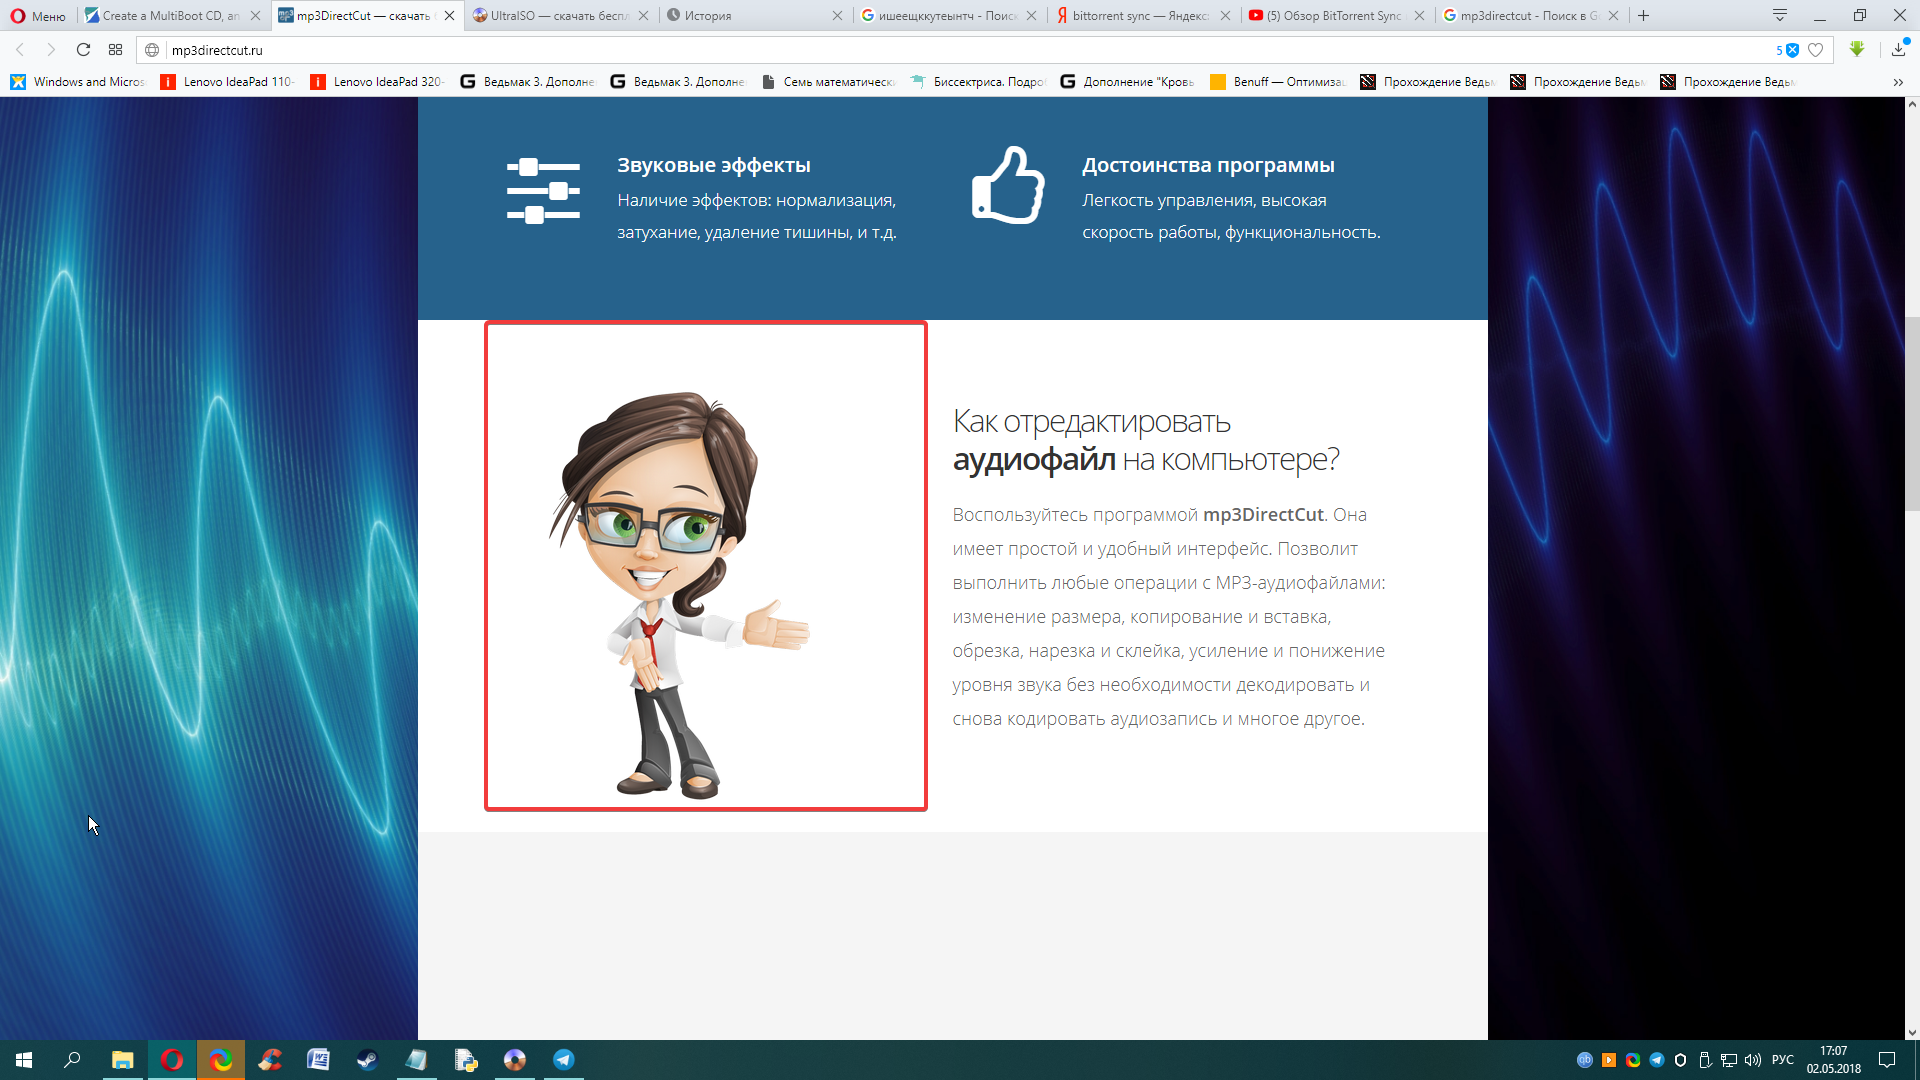 Меню
Create a MultiBoot CD, an
mp3DirectCut — скачать б
UltraISO — скачать беспл
История
ишеещккутеынтч - Поиск
bittorrent sync — Яндекс:
(5) Обзор BitTorrent Sync
mp3directcut - Поиск в G
mp3directcut.ru
5
Windows and Micros
Lenovo IdeaPad 110-
Lenovo IdeaPad 320-
Ведьмак 3. Дополне
Ведьмак 3. Дополне
Семь математически
Биссектриса. Подро
Дополнение "Кровь
Benuff — Оптимиза
Прохождение Ведьм
Прохождение Ведьм
Прохождение Ведьм
Звуковые эффекты
Наличие эффектов: нормализация,
затухание, удаление тишины, и т.д.
Достоинства программы
Легкость управления, высокая
скорость работы, функциональность.
Как отредактировать
аудиофайл на компьютере?
Воспользуйтесь программой mp3DirectCut. Она
имеет простой и удобный интерфейс. Позволит
выполнить любые операции с MP3-аудиофайлами:
изменение размера, копирование и вставка,
обрезка, нарезка и склейка, усиление и понижение
уровня звука без необходимости декодировать и
снова кодировать аудиозапись и многое другое.
РУС
17:07
02.05.2018